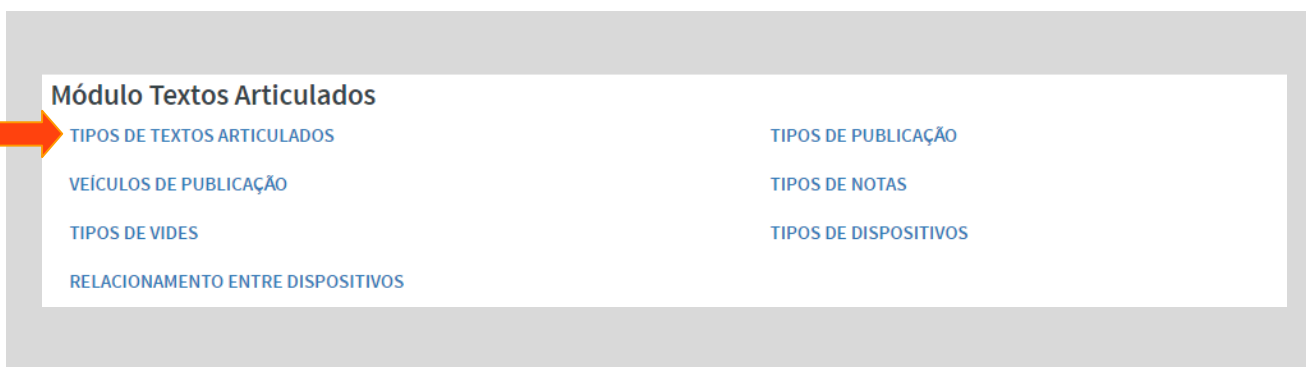 Módulo Textos Articulados
TIPOS DE TEXTOS ARTICULADOS
TIPOS DE PUBLICAÇÃO
VEÍCULOS DE PUBLICAÇÃO
TIPOS DE NOTAS
TIPOS DE VIDES
TIPOS DE DISPOSITIVOS
RELACIONAMENTO ENTRE DISPOSITIVOS